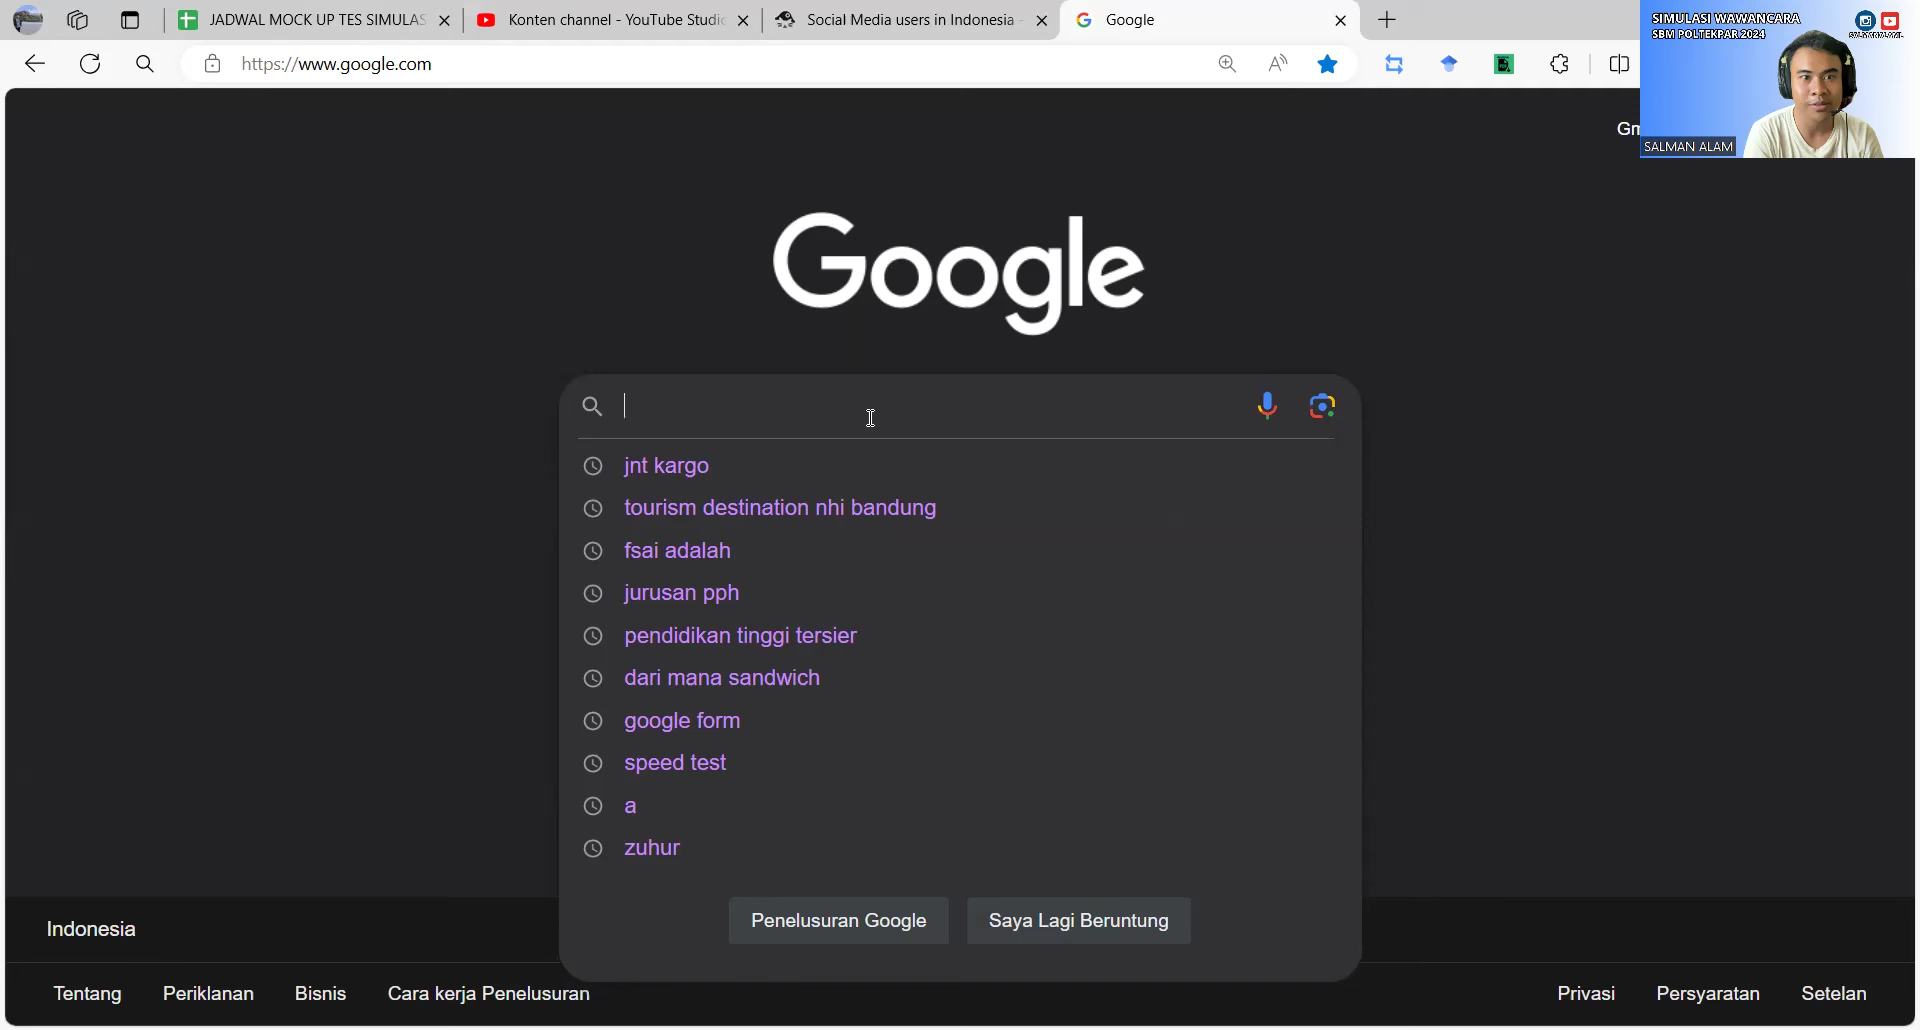 JADWAL MOCK UP TES SIMULAS
Konten channel - YouTube Studio
Social Media users in Indonesia -
Google
https://www.google.com
SIMULASI WAWANCARA
SBM POLTEKPAR 2024
SALMAN ALAM
Gm
Google
jnt kargo
tourism destination nhi bandung
fsai adalah
jurusan pph
pendidikan tinggi tersier
dari mana sandwich
google form
speed test
a
zuhur
Penelusuran Google
Saya Lagi Beruntung
Indonesia
Tentang
Periklanan
Bisnis
Cara kerja Penelusuran
Privasi
Persyaratan
Setelan